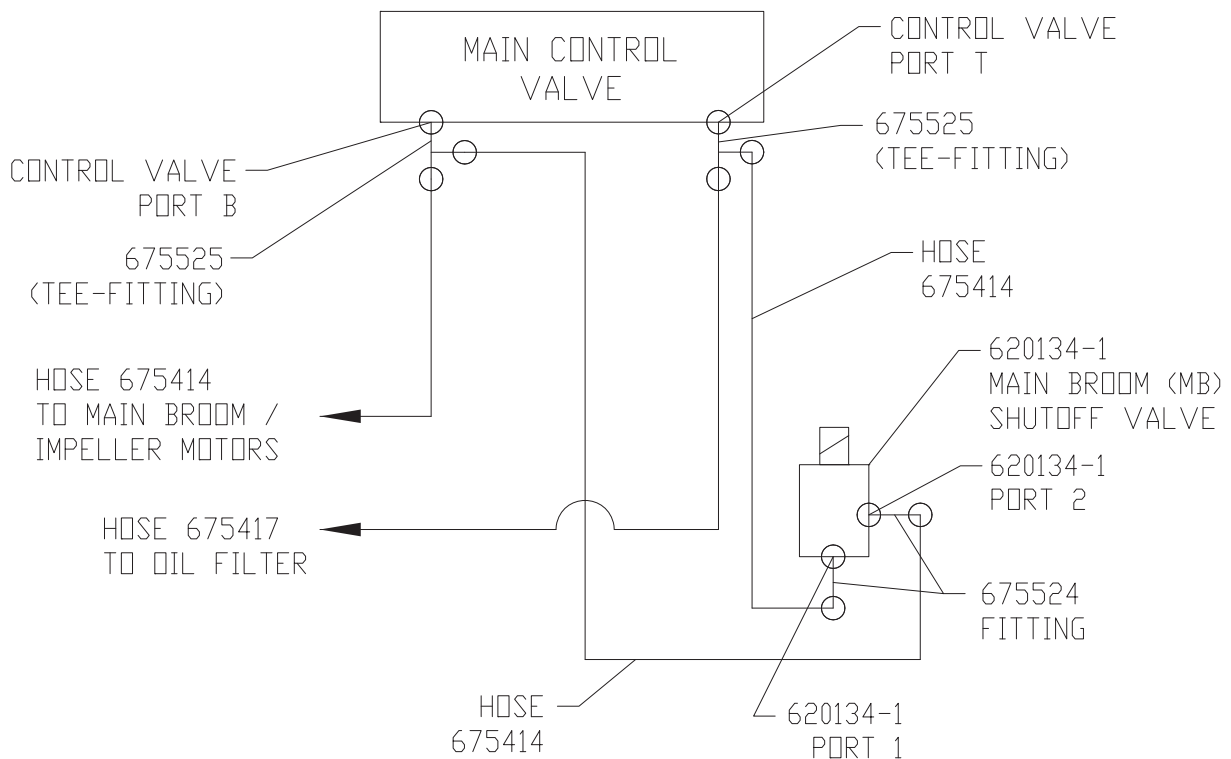 MAIN CONTROL
VALVE
CONTROL VALVE
PORT T
675525
(TEE-FITTING)
CONTROL VALVE
PORT B
675525
(TEE-FITTING)
HOSE
675414
620134-1
MAIN BROOM (MB)
SHUTOFF VALVE
HOSE 675414
TO MAIN BROOM /
IMPELLER MOTORS
620134-1
PORT 2
HOSE 675417
TO OIL FILTER
675524
FITTING
HOSE
675414
620134-1
PORT 1